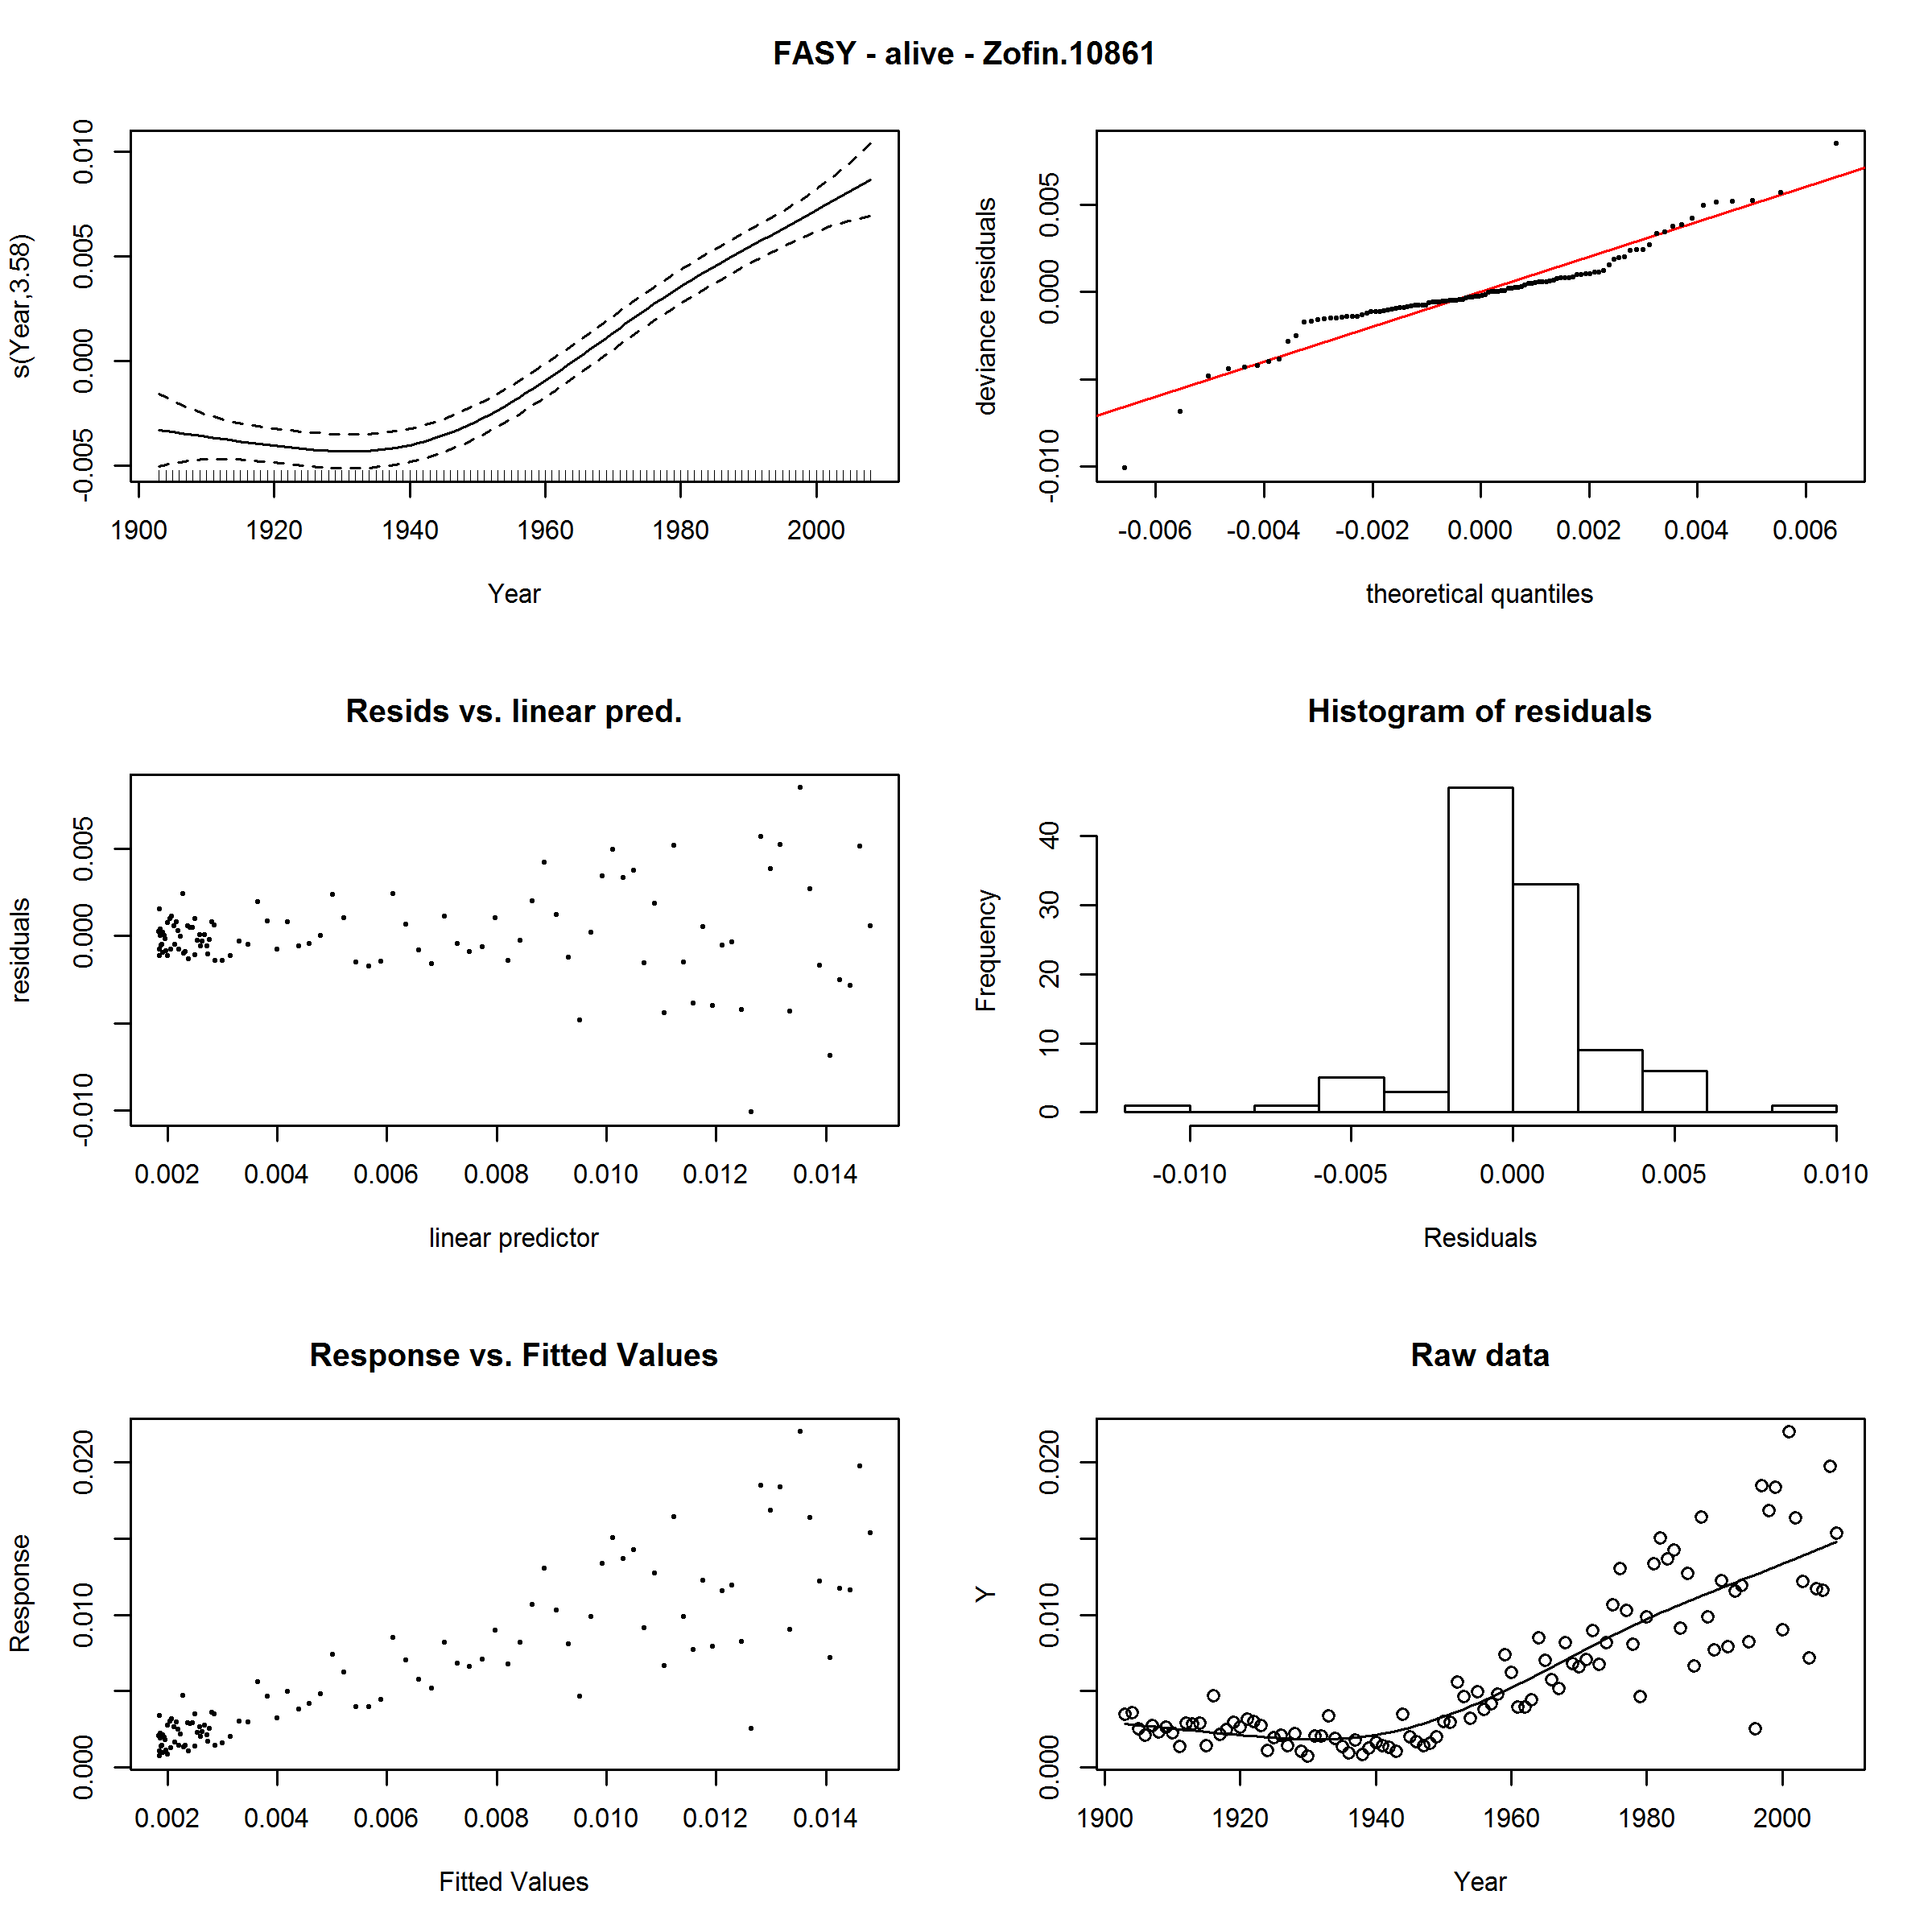 FASY - alive - Zofin.10861
s(Year,3.58)
0.010
0.005
0.000
-0.005
1900 1920 1940 1960 1980 2000
Year
deviance residuals
0.005
0.000
-0.010
-0.006 -0.004 -0.002 0.000 0.002 0.004 0.006
theoretical quantiles
Resids vs. linear pred.
residuals
0.005
0.000
-0.010
0.002 0.004 0.006 0.008 0.010 0.012 0.014
linear predictor
Histogram of residuals
Frequency
40
30
20
10
0
-0.010 -0.005 0.000 0.005 0.010
Residuals
Response vs. Fitted Values
Response
0.020
0.010
0.000
0.002 0.004 0.006 0.008 0.010 0.012 0.014
Fitted Values
Raw data
Y
0.020
0.010
0.000
1900 1920 1940 1960 1980 2000
Year